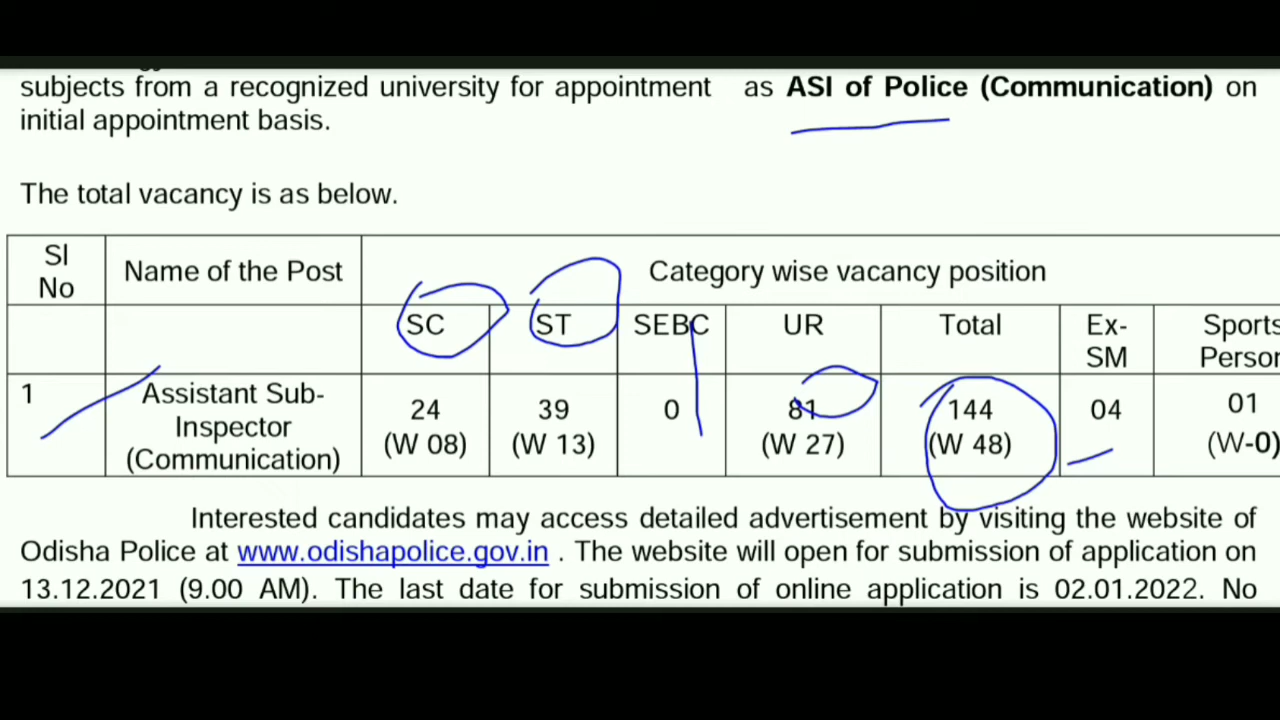 subjects from a recognized university for appointment as ASI of Police (Communication) on
initial appointment basis.
The total vacancy is as below.
Sl No
Name of the Post
Category wise vacancy position
SC
ST
SEBC
UR
Total
Ex-SM
Sports
Person
1
Assistant Sub-
Inspector
(Communication)
24
(W 08)
39
(W 13)
0
81
(W 27)
144
(W 48)
04
01
(W-0)
Interested candidates may access detailed advertisement by visiting the website of
Odisha Police at www.odishapolice.gov.in . The website will open for submission of application on
13.12.2021 (9.00 AM). The last date for submission of online application is 02.01.2022. No